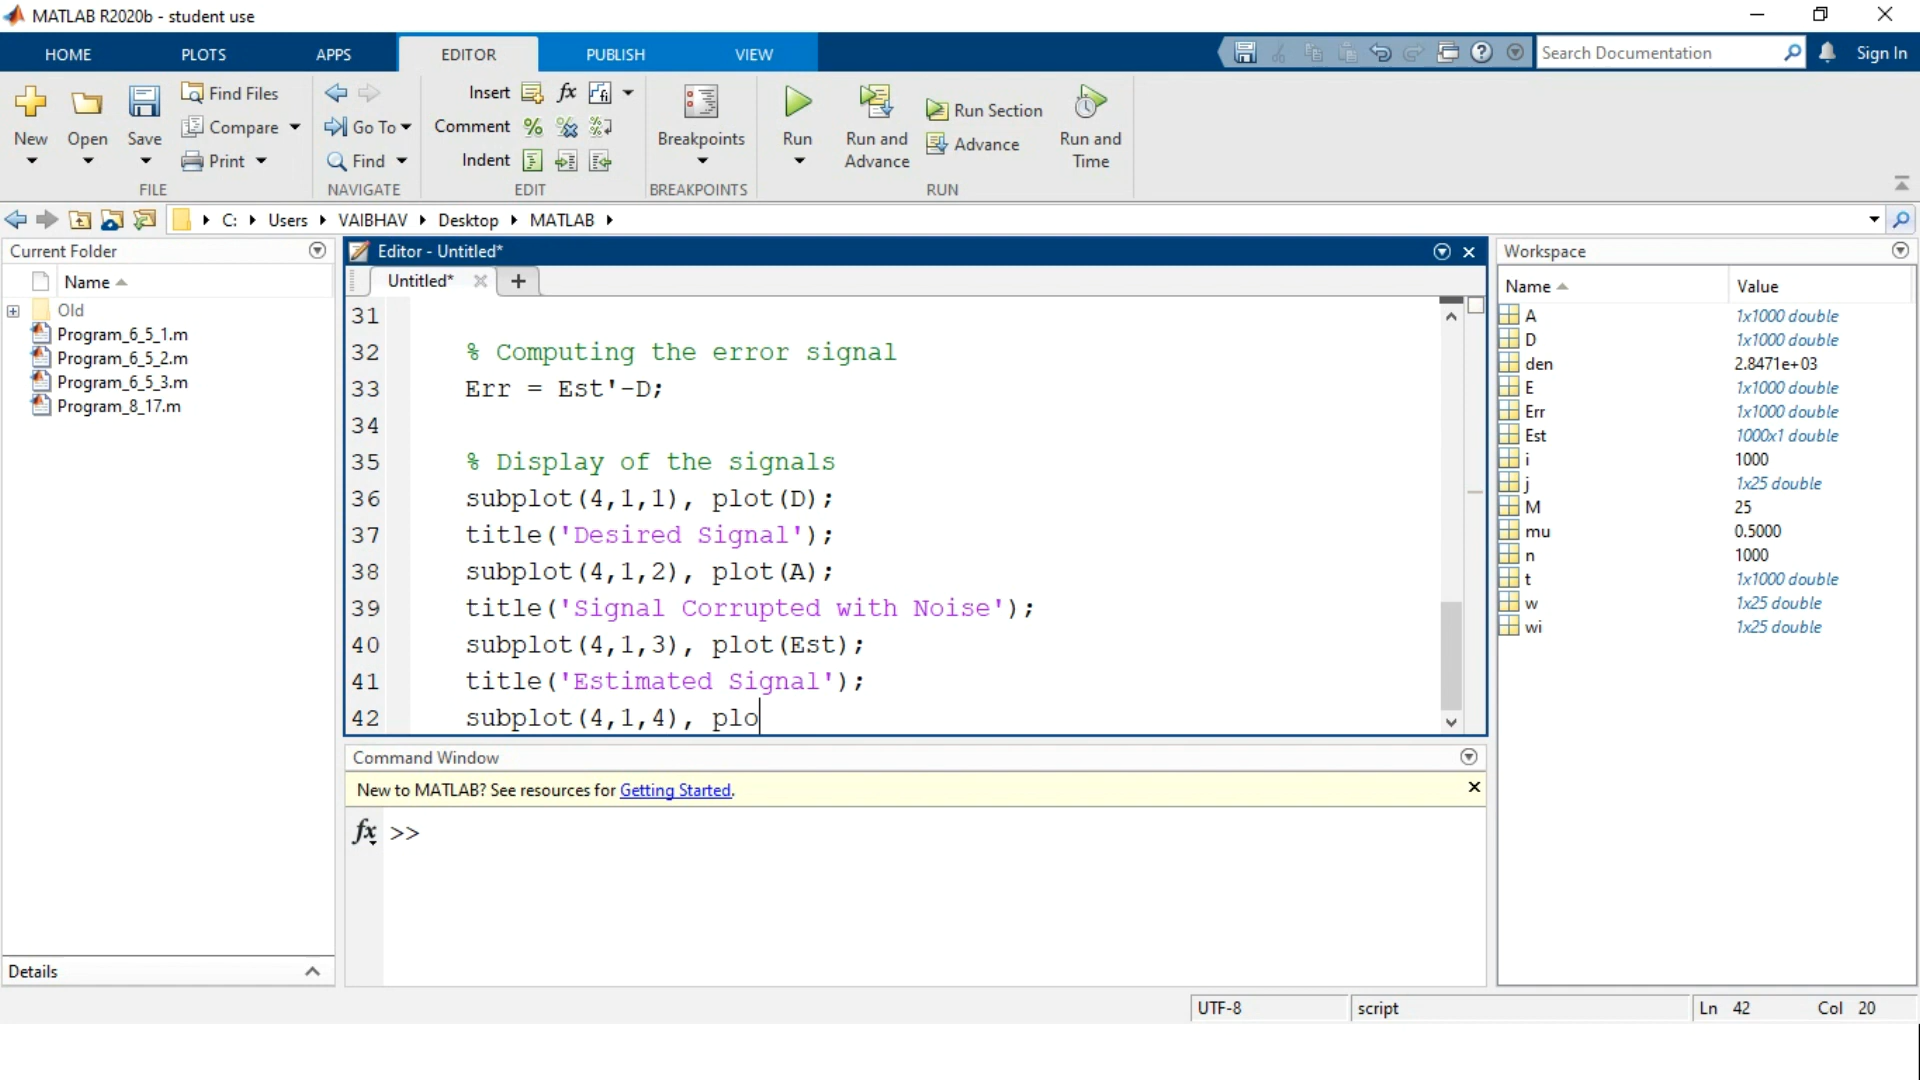 MATLAB R2020b - student use
HOME PLOTS APPS EDITOR PUBLISH VIEW Search Documentation Sign In
New Open Save Find Files Compare Print
FILE
Go To Find
NAVIGATE
Insert fx
Comment
Indent
EDIT
Breakpoints
BREAKPOINTS
Run Run and Advance Run Section Advance Run and Time
RUN
C: Users VAIBHAV Desktop MATLAB
Current Folder
Name
Old
Program_6_5_1.m
Program_6_5_2.m
Program_6_5_3.m
Program_8_17.m
Details
Editor - Untitled*
Untitled* +
31
32 % Computing the error signal
33 Err = Est'-D;
34
35 % Display of the signals
36 subplot(4,1,1), plot(D);
37 title('Desired Signal');
38 subplot(4,1,2), plot(A);
39 title('Signal Corrupted with Noise');
40 subplot(4,1,3), plot(Est);
41 title('Estimated Signal');
42 subplot(4,1,4), plo
Command Window
New to MATLAB? See resources for Getting Started.
fx >>
Workspace
Name Value
A 1x1000 double
D 1x1000 double
den 2.8471e+03
E 1x1000 double
Err 1x1000 double
Est 1000x1 double
i 1000
j 1x25 double
M 25
mu 0.5000
n 1000
t 1x1000 double
w 1x25 double
wi 1x25 double
UTF-8 script Ln 42 Col 20